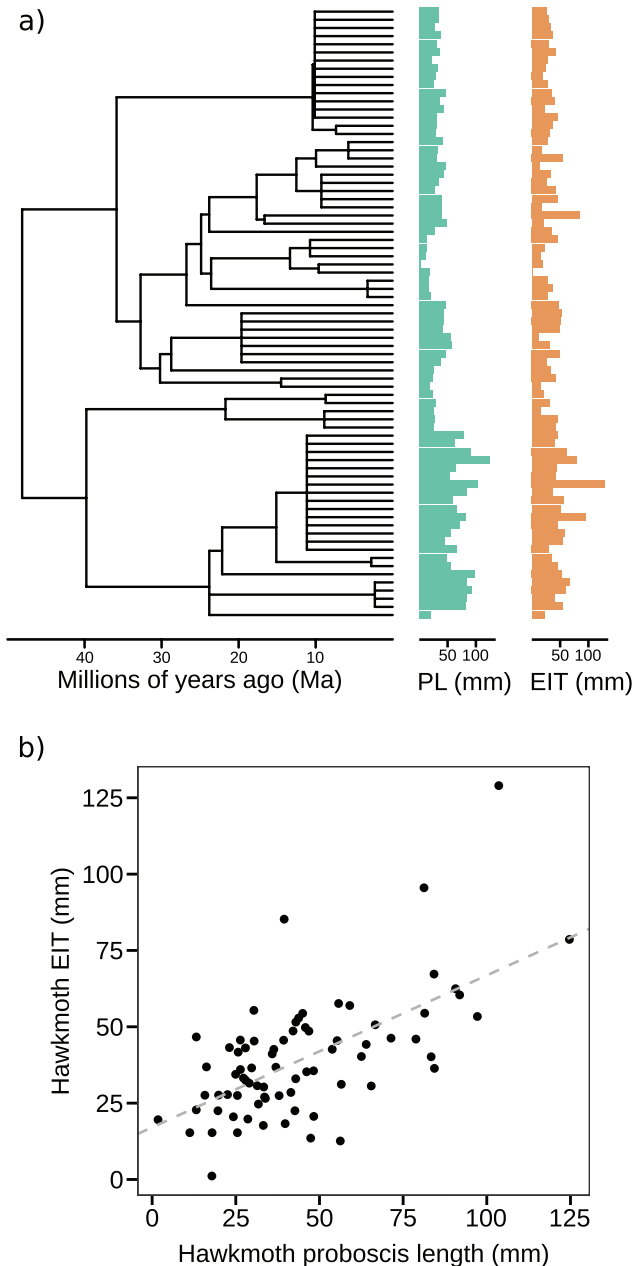 a)
40 30 20 10 50 100 50 100
Millions of years ago (Ma) PL (mm) EIT (mm)
b)
125
100
75
50
25
0
Hawkmoth EIT (mm)
0 25 50 75 100 125
Hawkmoth proboscis length (mm)